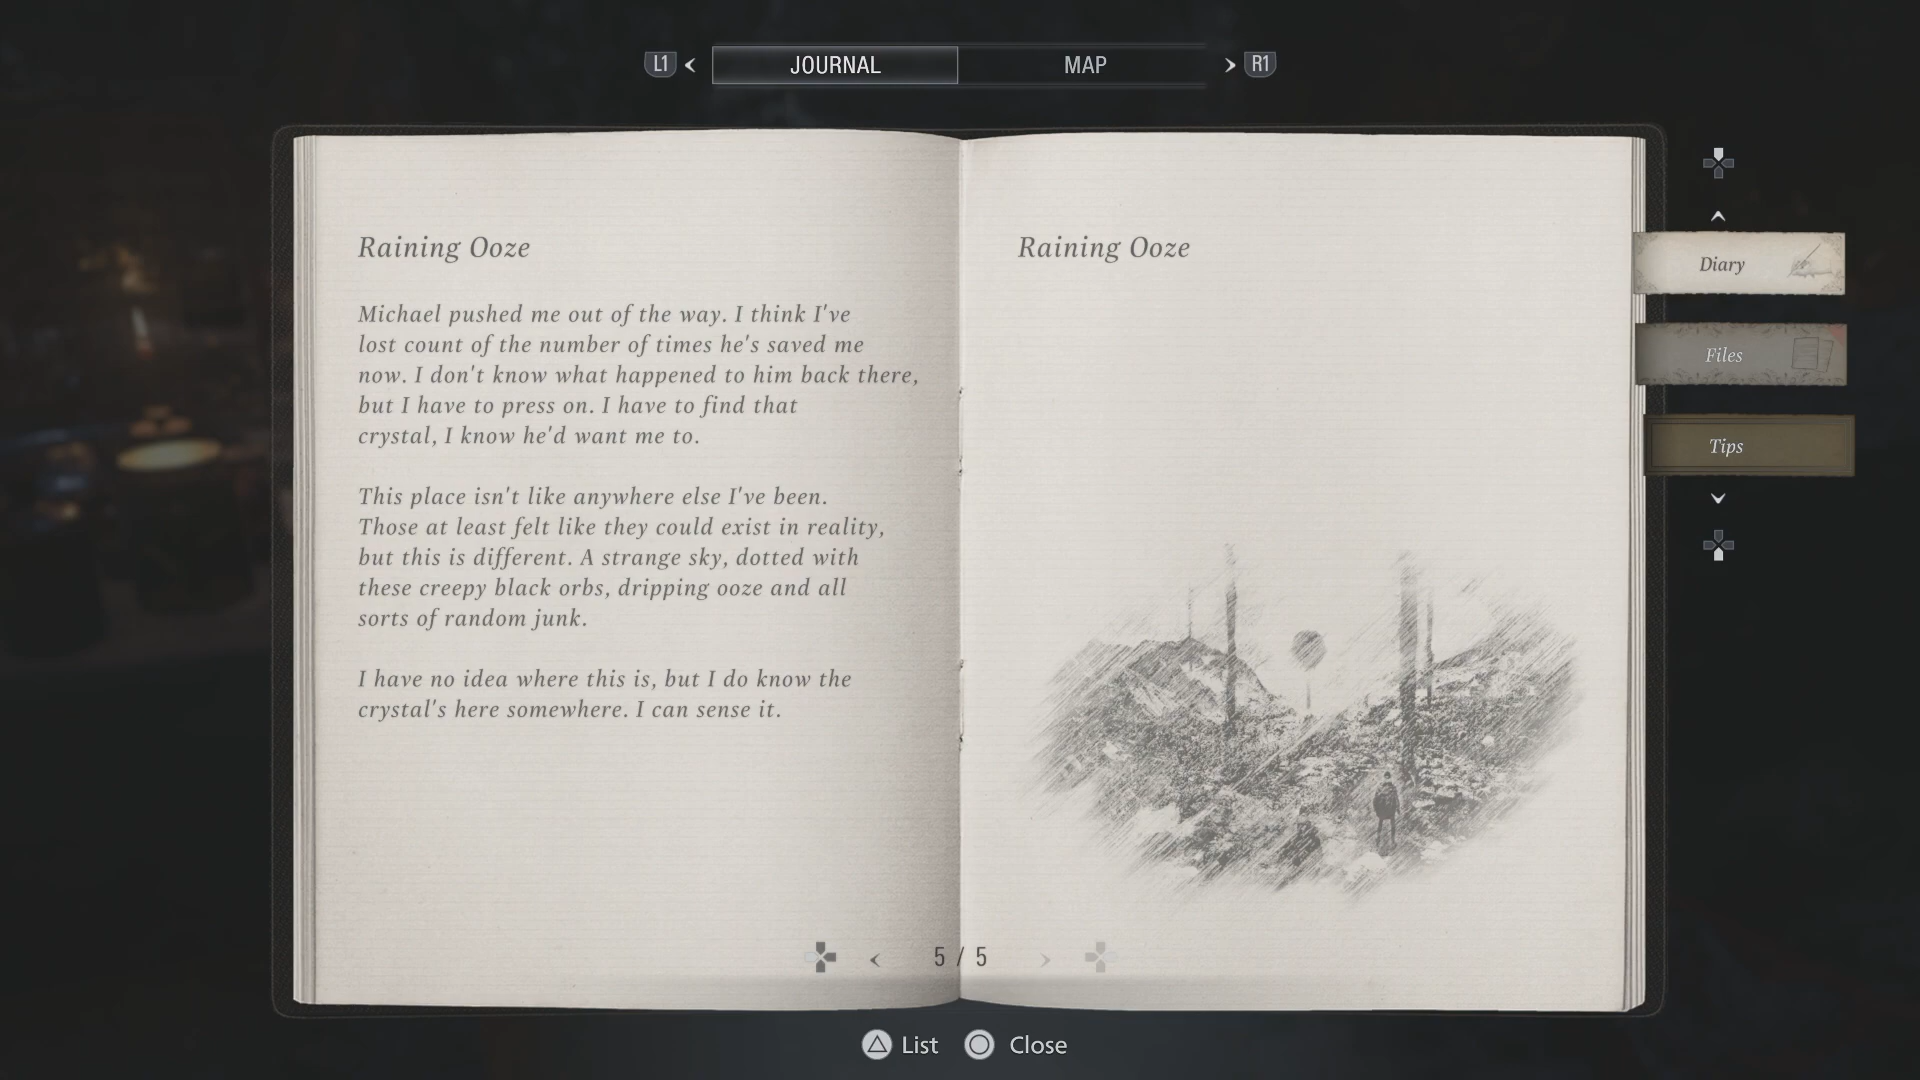 L1
JOURNAL
MAP
R1
Raining Ooze
Michael pushed me out of the way. I think I've
lost count of the number of times he's saved me
now. I don't know what happened to him back there,
but I have to press on. I have to find that
crystal, I know he'd want me to.
This place isn't like anywhere else I've been.
Those at least felt like they could exist in reality,
but this is different. A strange sky, dotted with
these creepy black orbs, dripping ooze and all
sorts of random junk.
I have no idea where this is, but I do know the
crystal's here somewhere. I can sense it.
Raining Ooze
Diary
Files
Tips
5 / 5
List
Close